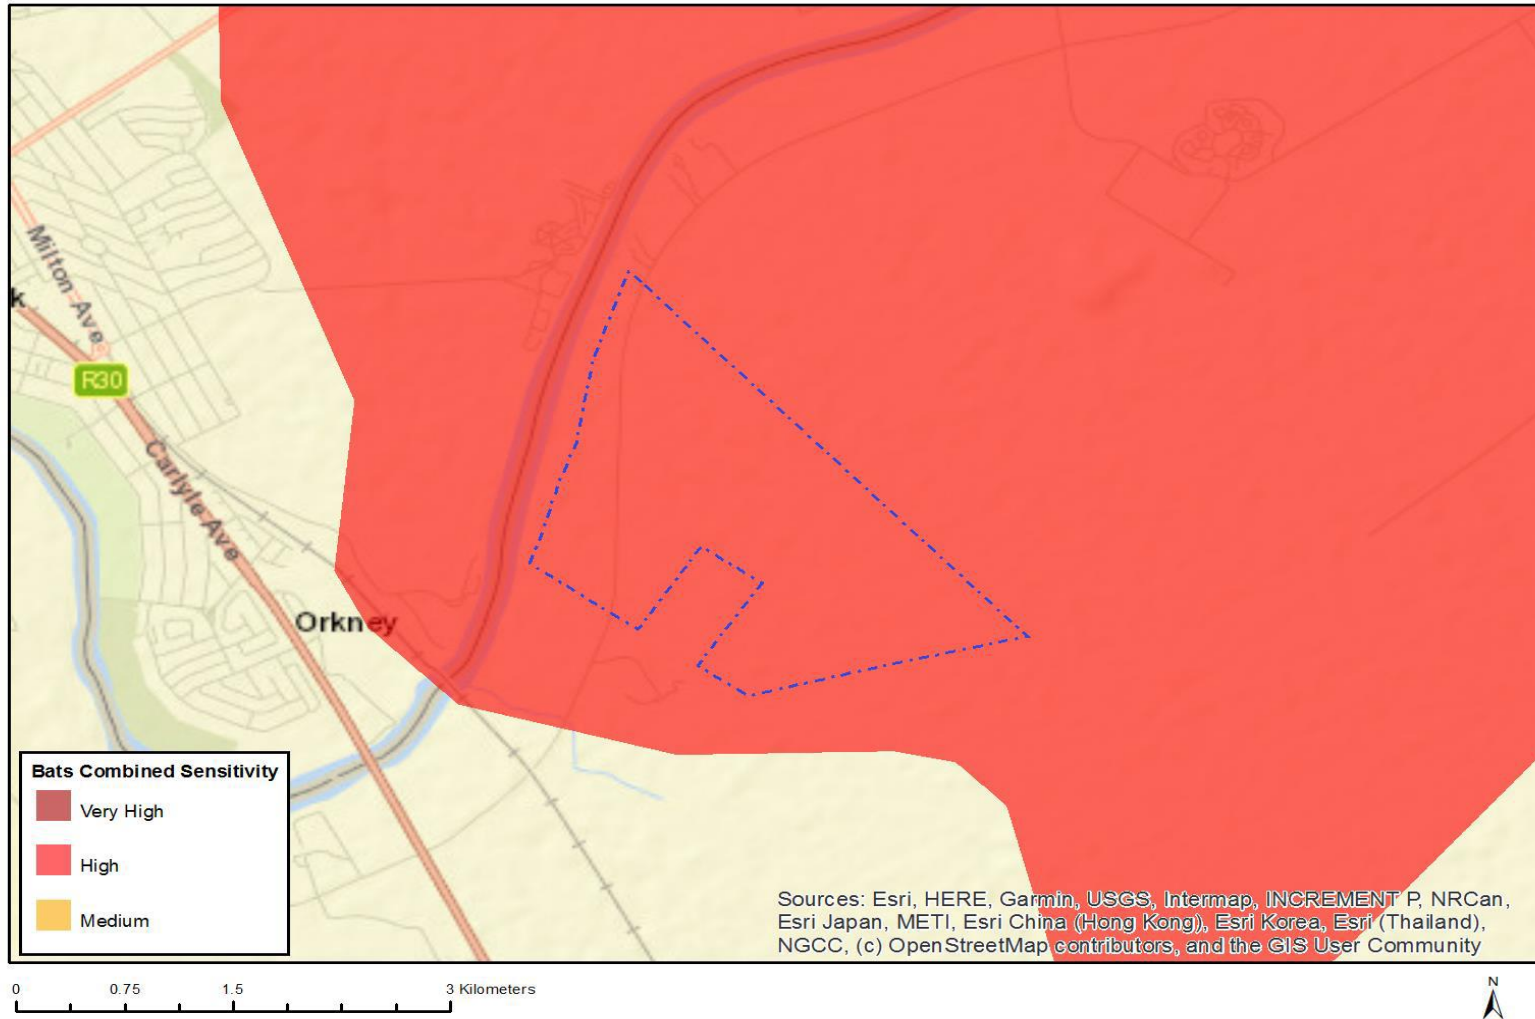 Milton Ave
k
R30
Carlyle Ave
Orkney
Bats Combined Sensitivity
Very High
High
Medium
Sources: Esri, HERE, Garmin, USGS, Intermap, INCREMENT P, NRCan,
Esri Japan, METI, Esri China (Hong Kong), Esri Korea, Esri (Thailand),
NGCC, (c) OpenStreetMap contributors, and the GIS User Community
0 0.75 1.5 3 Kilometers
N